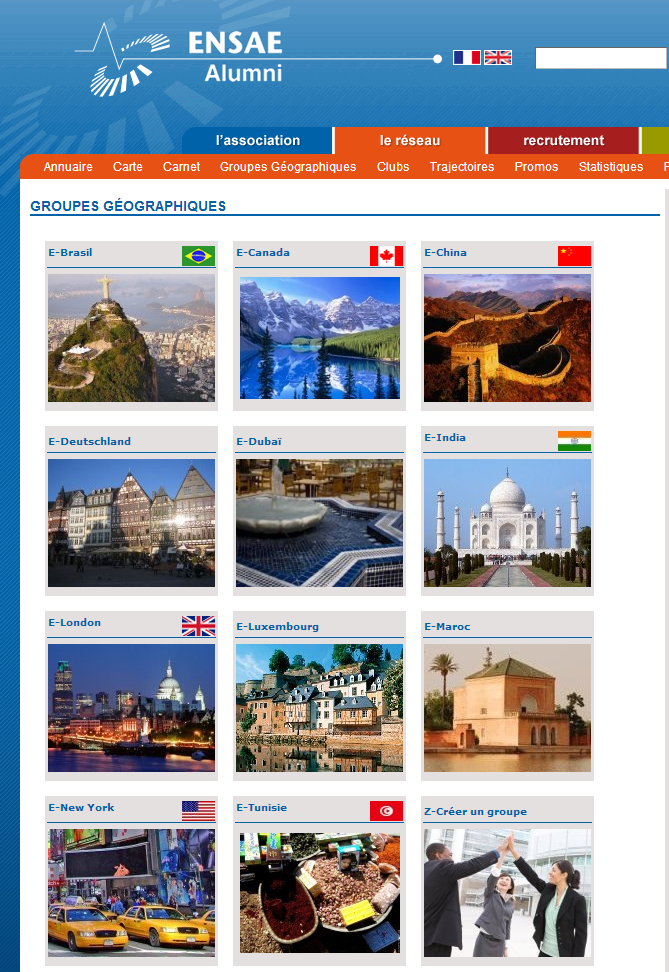 ENSAE
Alumni
l'association le réseau recrutement
Annuaire Carte Carnet Groupes Géographiques Clubs Trajectoires Promos Statistiques
GROUPES GÉOGRAPHIQUES
E-Brasil E-Canada E-China
E-Deutschland E-Dubaï E-India
E-London E-Luxembourg E-Maroc
E-New York E-Tunisie Z-Créer un groupe